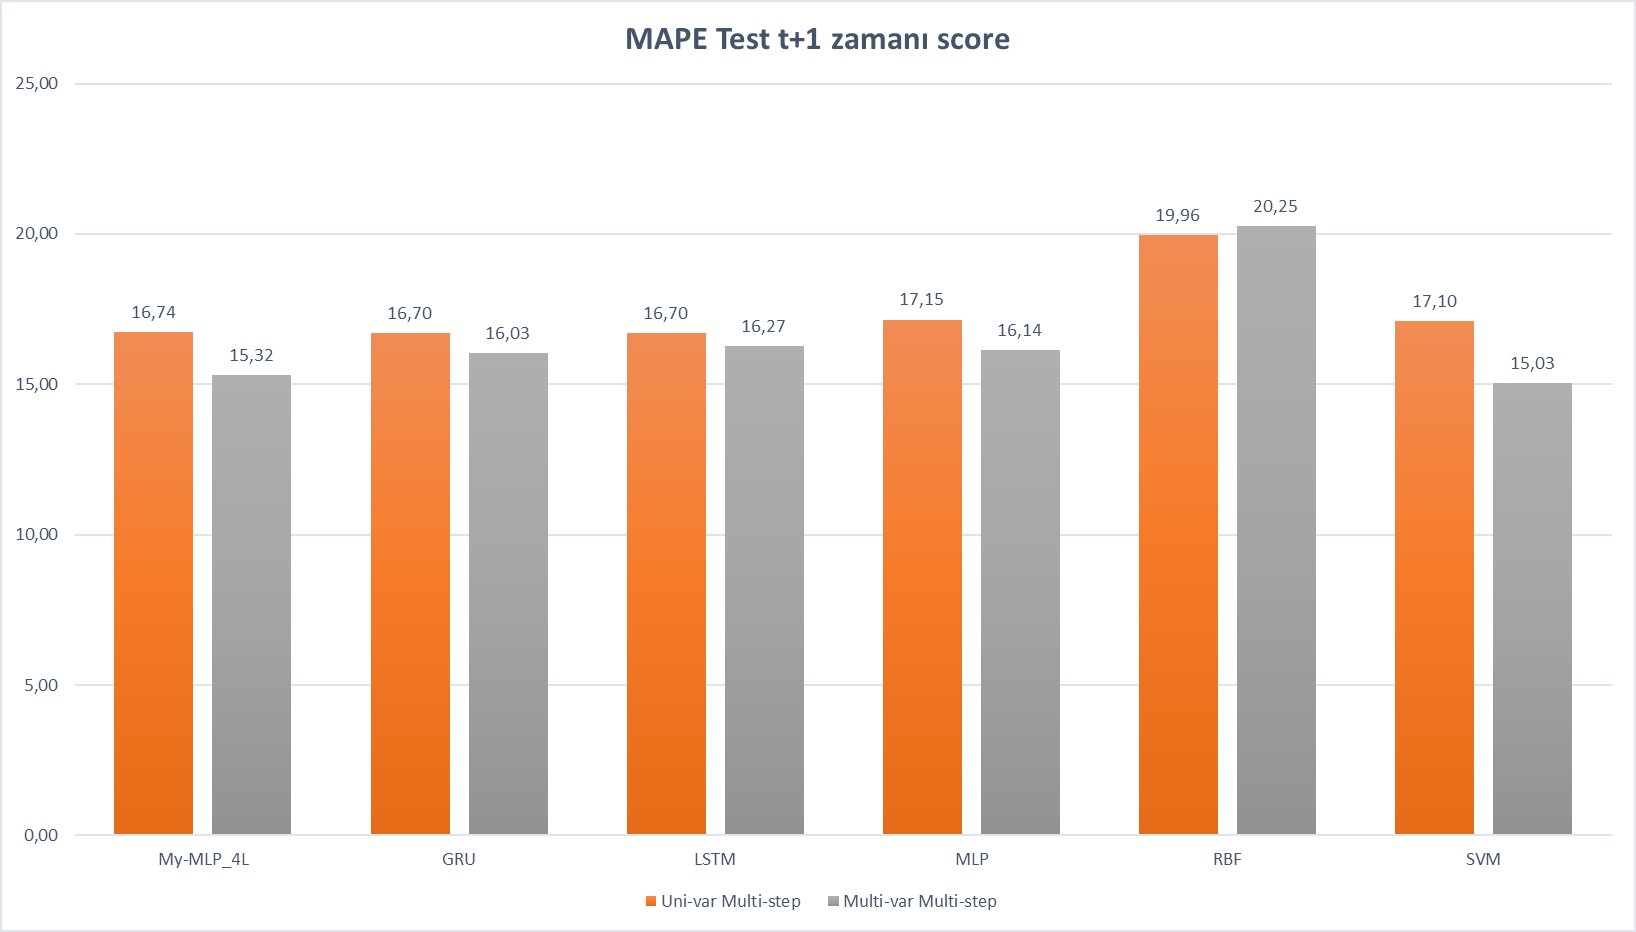 MAPE Test t+1 zamanı score
25,00
20,00
15,00
10,00
5,00
0,00
16,74
15,32
16,70
16,03
16,70
16,27
17,15
16,14
19,96
20,25
17,10
15,03
My-MLP_4L
GRU
LSTM
MLP
RBF
SVM
Uni-var Multi-step
Multi-var Multi-step